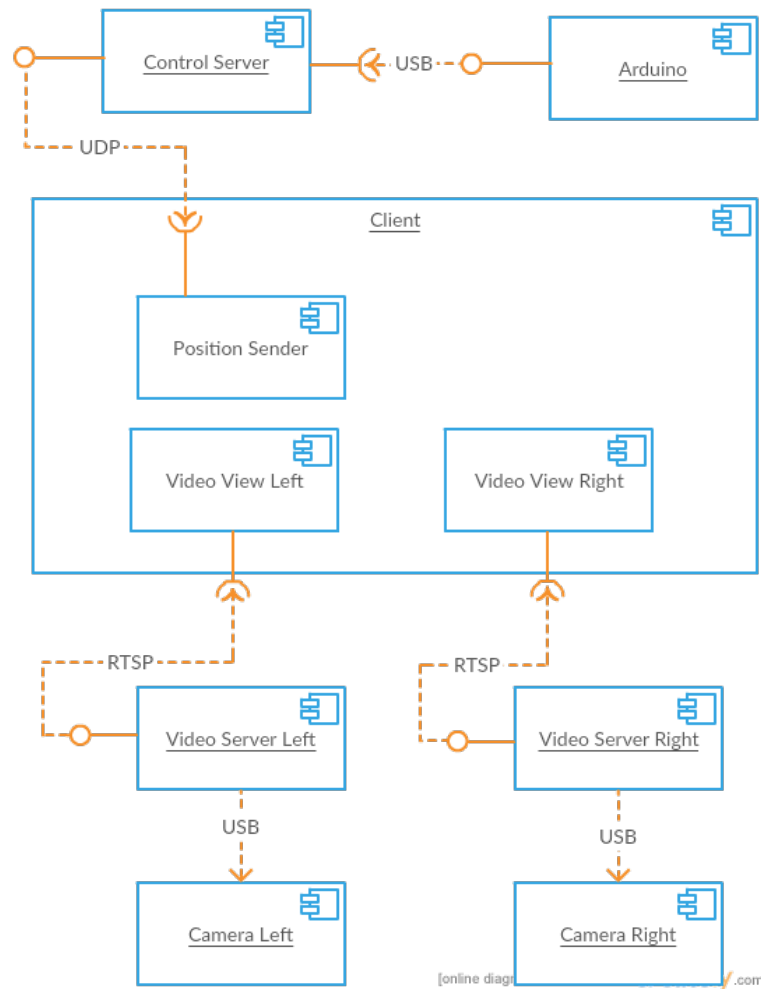 Control Server
USB
Arduino
UDP
Client
Position Sender
Video View Left
Video View Right
RTSP
RTSP
Video Server Left
Video Server Right
USB
USB
Camera Left
Camera Right
[online
.com